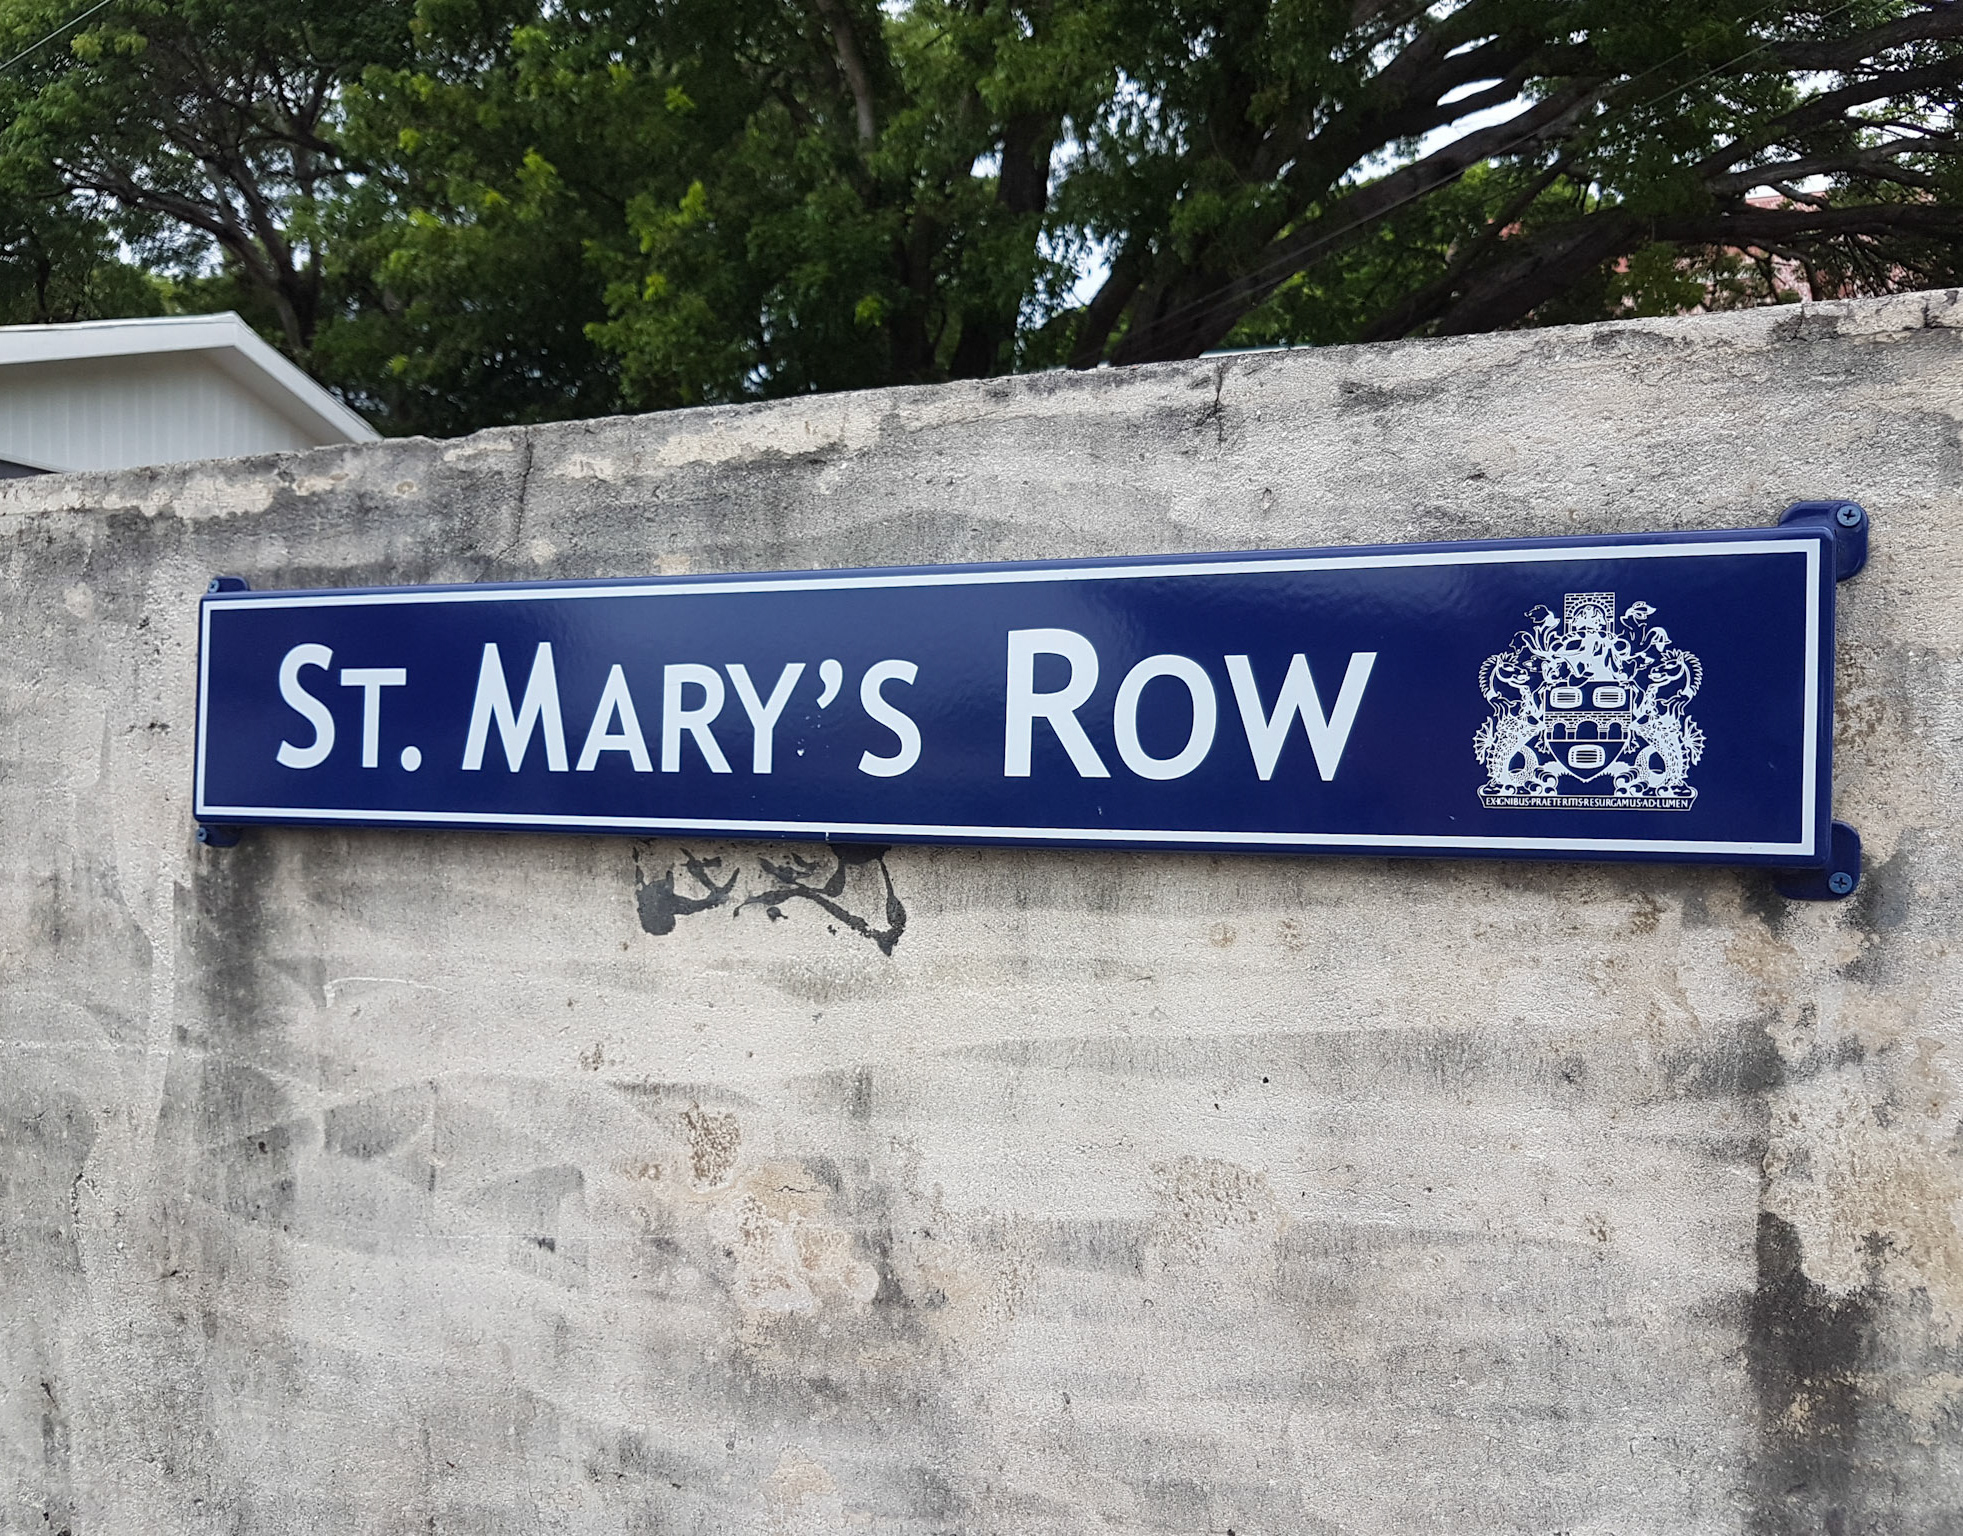 ST. MARY’S ROW
EX·IGNIBUS·PRAETERITIS·RESURGAMUS·AD·LUMEN